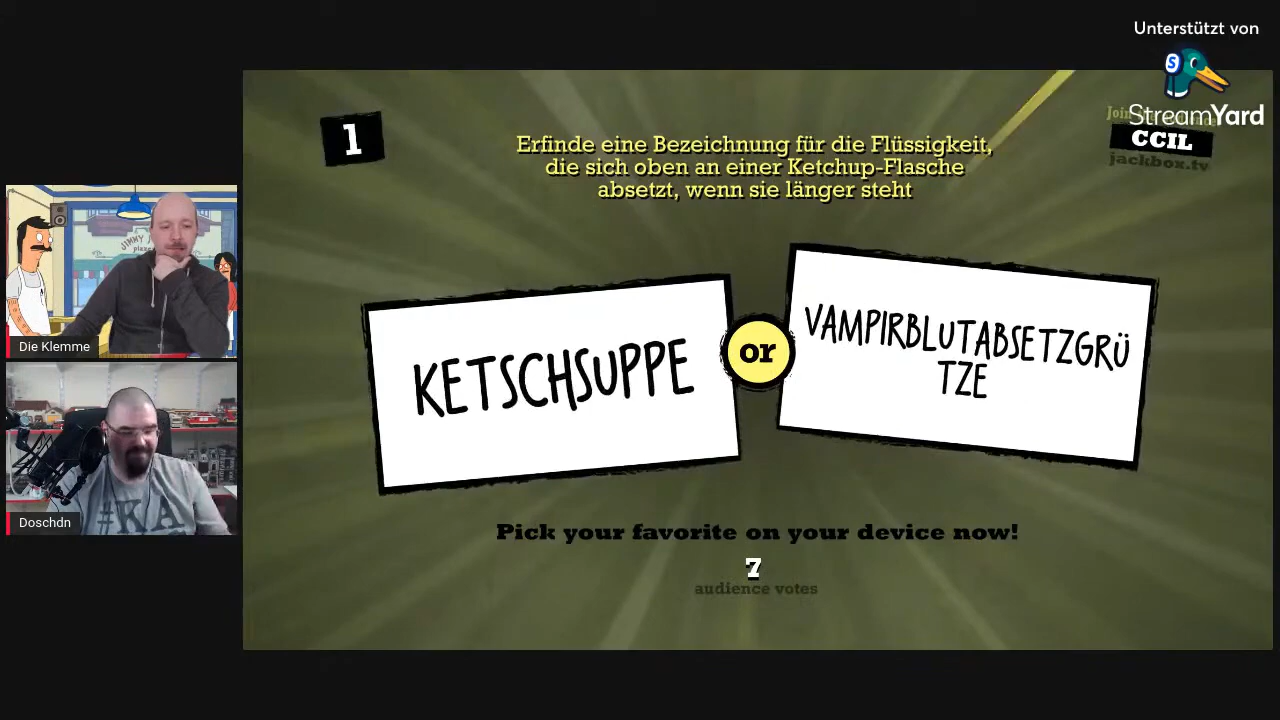 Unterstützt von
StreamYard
1
Erfinde eine Bezeichnung für die Flüssigkeit,
die sich oben an einer Ketchup-Flasche
absetzt, wenn sie länger steht
CCIL
jackbox.tv
KETSCHSUPPE
or
VAMPIRBLUTABSETZGRÜ
TZE
Die Klemme
Doschdn
#KA
Pick your favorite on your device now!
7
audience votes